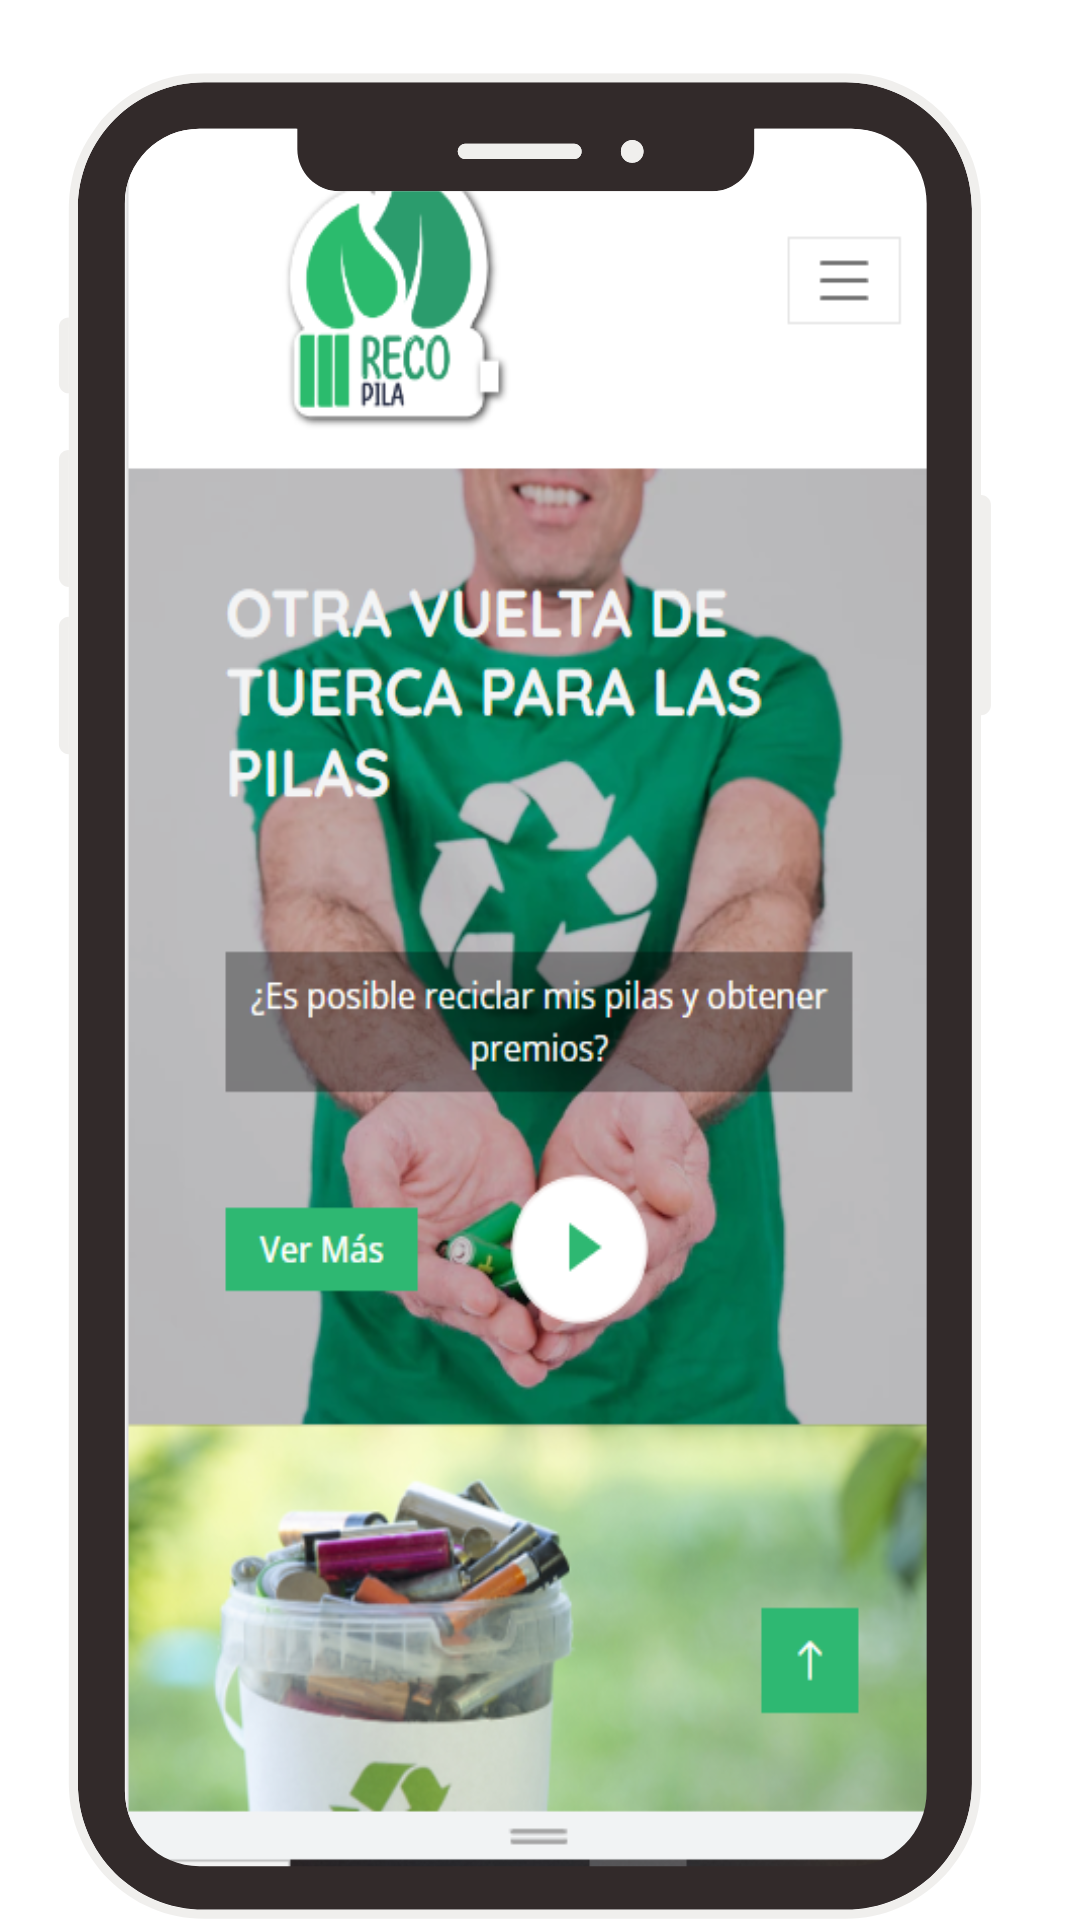 RECO
PILA
OTRA VUELTA DE
TUERCA PARA LAS
PILAS
¿Es posible reciclar mis pilas y obtener
premios?
Ver Más